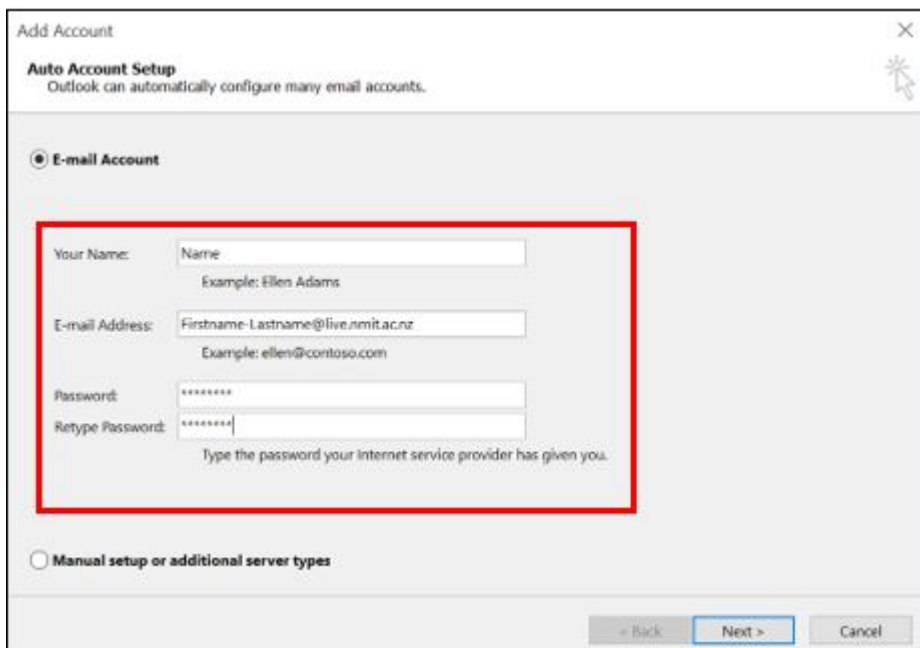 Add Account
Auto Account Setup
Outlook can automatically configure many email accounts.
E-mail Account
Your Name: Name
Example: Ellen Adams
E-mail Address: Firstname-Lastname@live.nmit.ac.nz
Example: ellen@contoso.com
Password: ********
Retype Password: ********
Type the password your Internet service provider has given you.
Manual setup or additional server types
< Back Next > Cancel